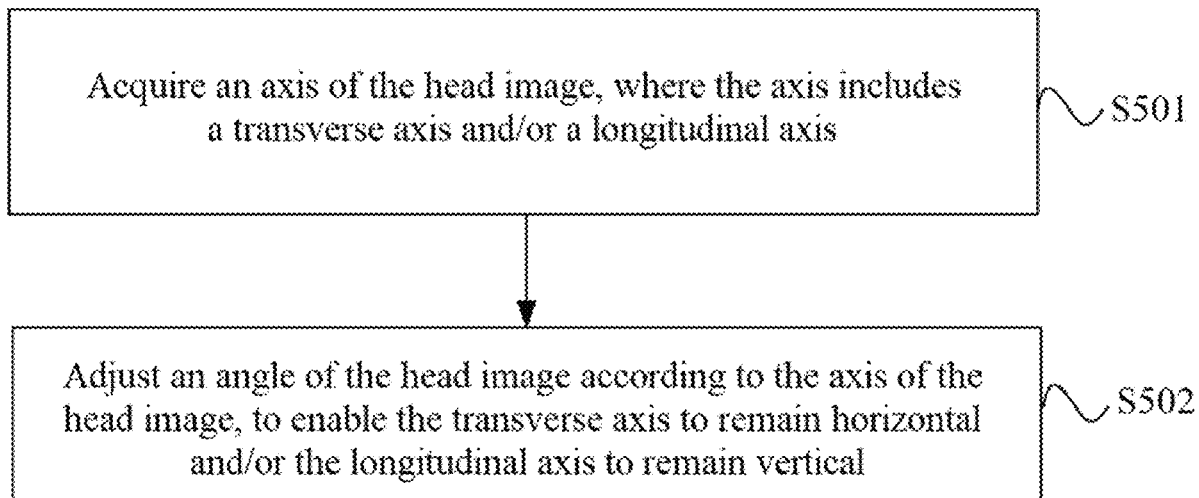 Acquire an axis of the head image, where the axis includes
a transverse axis and/or a longitudinal axis
S501
Adjust an angle of the head image according to the axis of the
head image, to enable the transverse axis to remain horizontal
and/or the longitudinal axis to remain vertical
S502